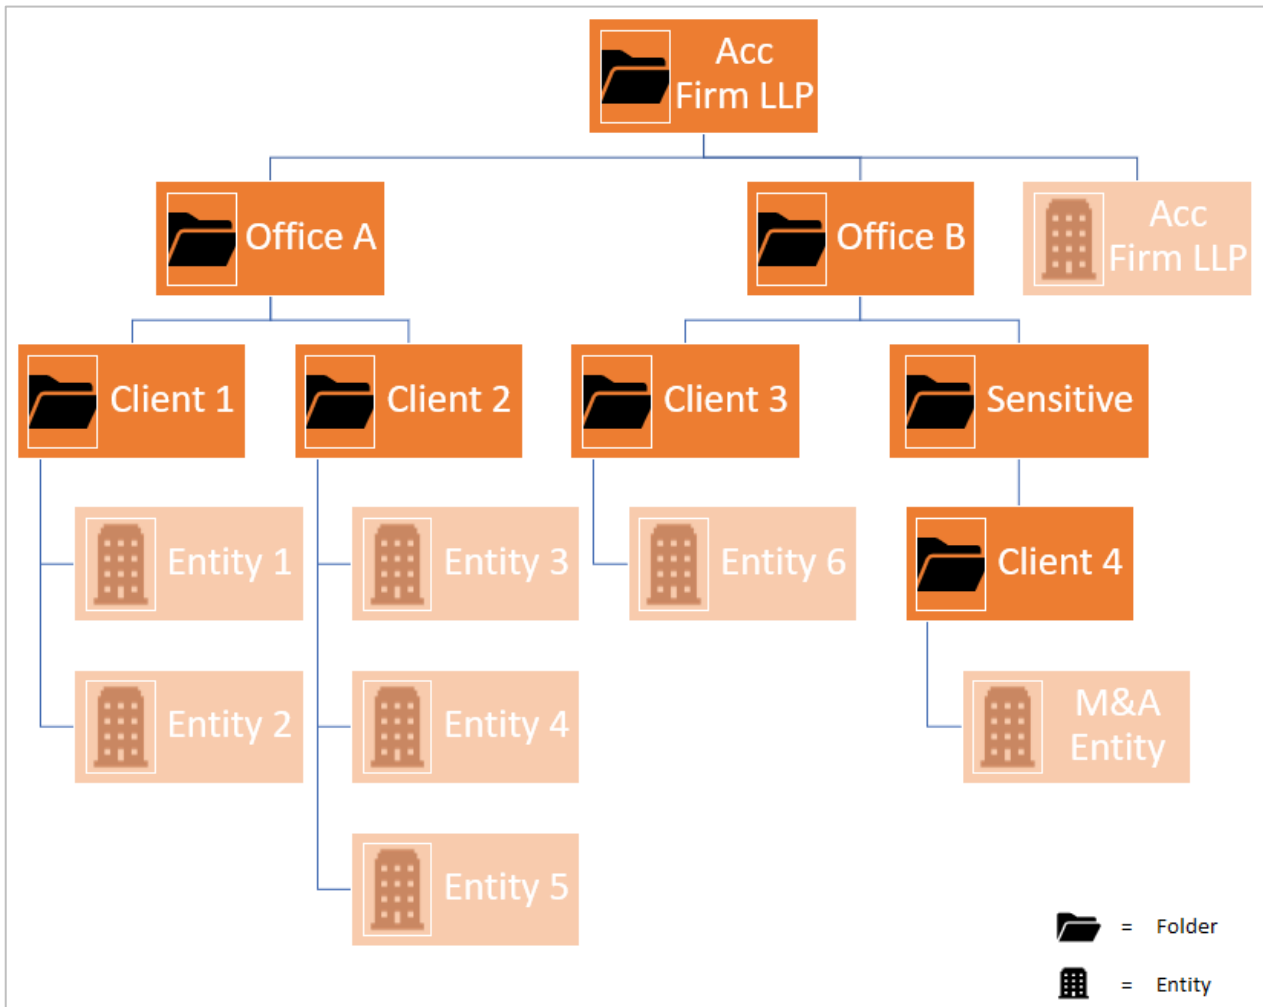 Acc
Firm LLP
Office A
Office B
Acc
Firm LLP
Client 1
Client 2
Client 3
Sensitive
Entity 1
Entity 3
Entity 6
Client 4
Entity 2
Entity 4
M&A
Entity
Entity 5
= Folder
= Entity